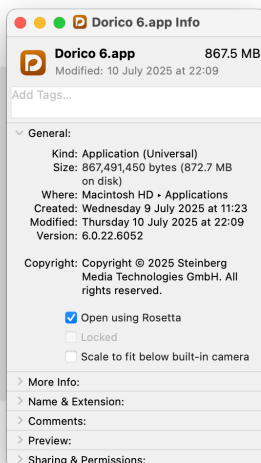 Dorico 6.app Info
Dorico 6.app 867.5 MB
Modified: 10 July 2025 at 22:09
Add Tags...
General:
Kind: Application (Universal)
Size: 867,491,450 bytes (872.7 MB
on disk)
Where: Macintosh HD ▸ Applications
Created: Wednesday 9 July 2025 at 11:23
Modified: Thursday 10 July 2025 at 22:09
Version: 6.0.22.6052
Copyright: Copyright © 2025 Steinberg
Media Technologies GmbH. All
rights reserved.
Open using Rosetta
Locked
Scale to fit below built-in camera
More Info:
Name & Extension:
Comments:
Preview:
Sharing & Permissions: